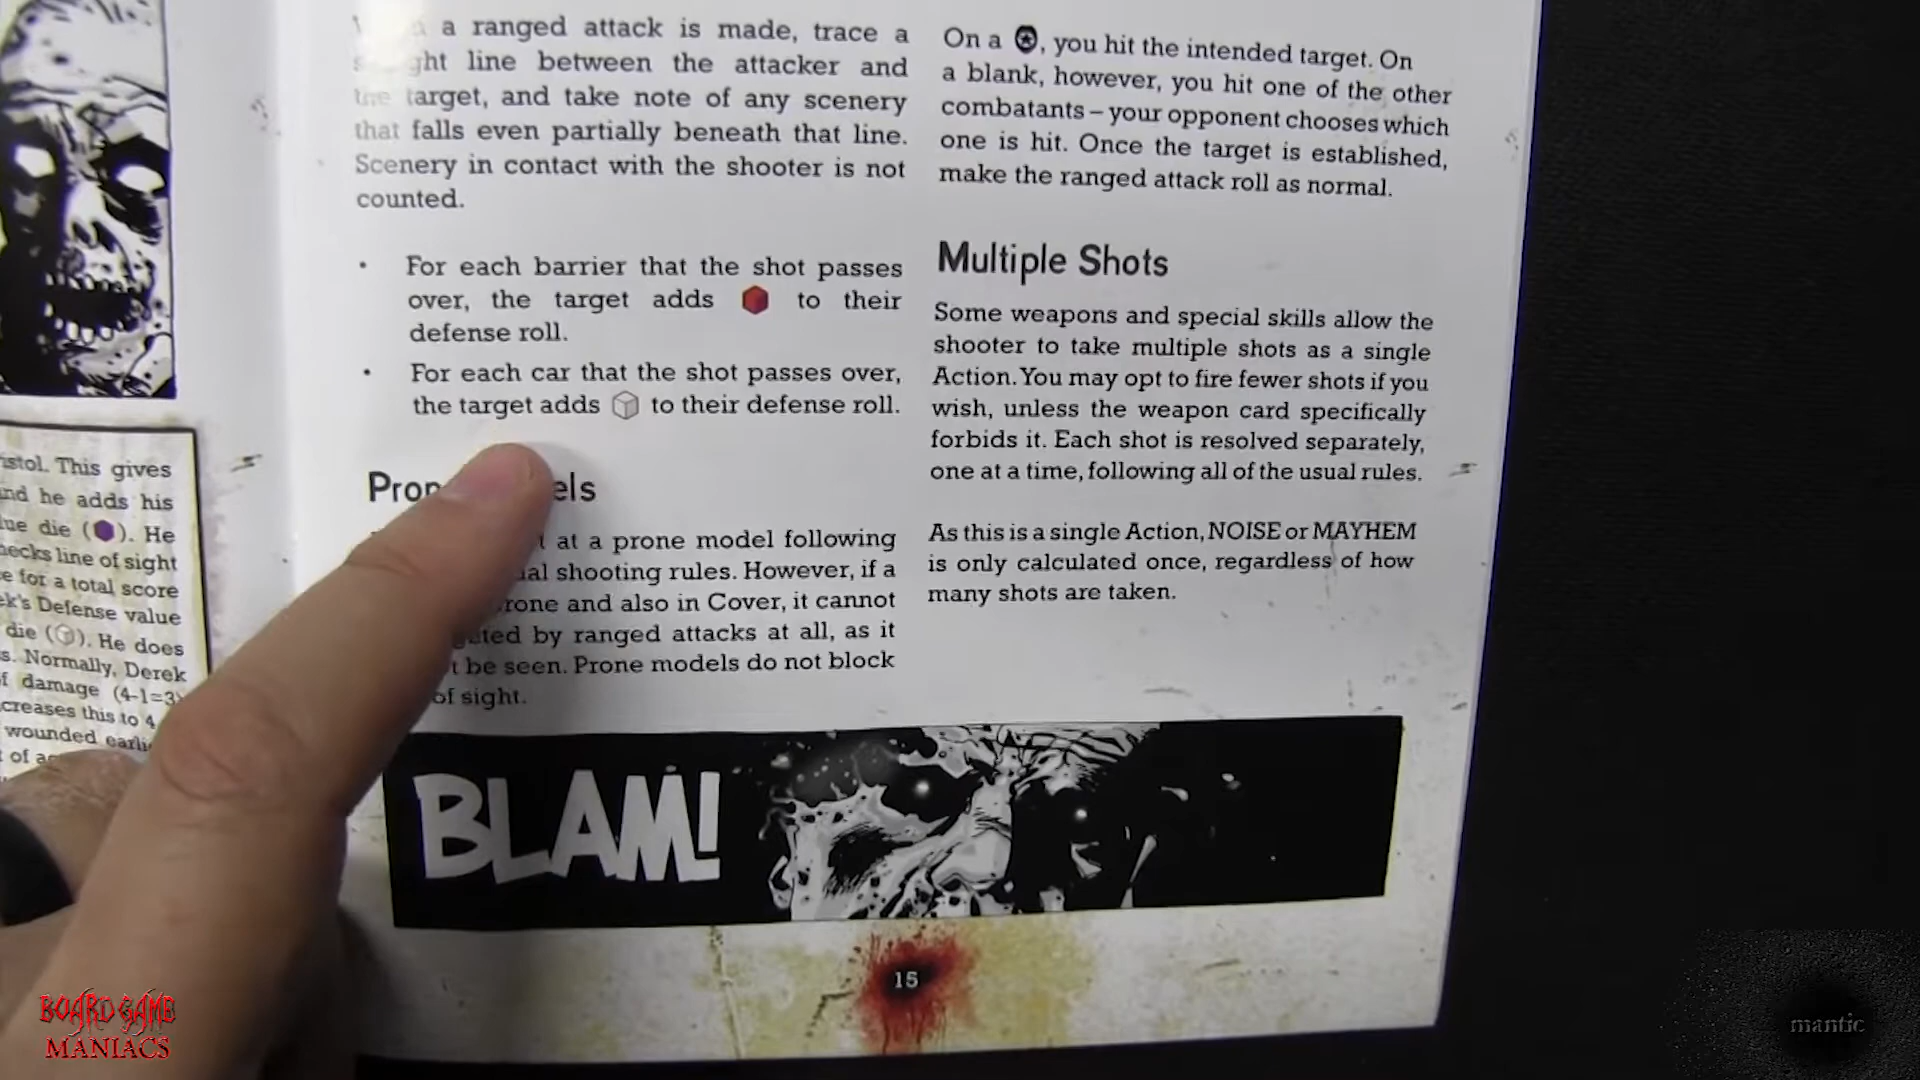 a ranged attack is made, trace a
line between the attacker and
the target, and take note of any scenery
that falls even partially beneath that line.
Scenery in contact with the shooter is not
counted.
• For each barrier that the shot passes
over, the target adds to their
defense roll.
• For each car that the shot passes over,
the target adds to their defense roll.
at a prone model following
shooting rules. However, if a
and also in Cover, it cannot
by ranged attacks at all, as it
be seen. Prone models do not block
of sight.
On a , you hit the intended target. On
a blank, however, you hit one of the other
combatants – your opponent chooses which
one is hit. Once the target is established,
make the ranged attack roll as normal.
Multiple Shots
Some weapons and special skills allow the
shooter to take multiple shots as a single
Action. You may opt to fire fewer shots if you
wish, unless the weapon card specifically
forbids it. Each shot is resolved separately,
one at a time, following all of the usual rules.
As this is a single Action, NOISE or MAYHEM
is only calculated once, regardless of how
many shots are taken.
BLAM!
15
This gives
he adds his
die ( ). He
line of sight
for a total score
Defense value
die ( ). He does
Normally, Derek
damage (4-1=3)
this to 4
wounded
of
BOARD GAME
MANIACS
mantic